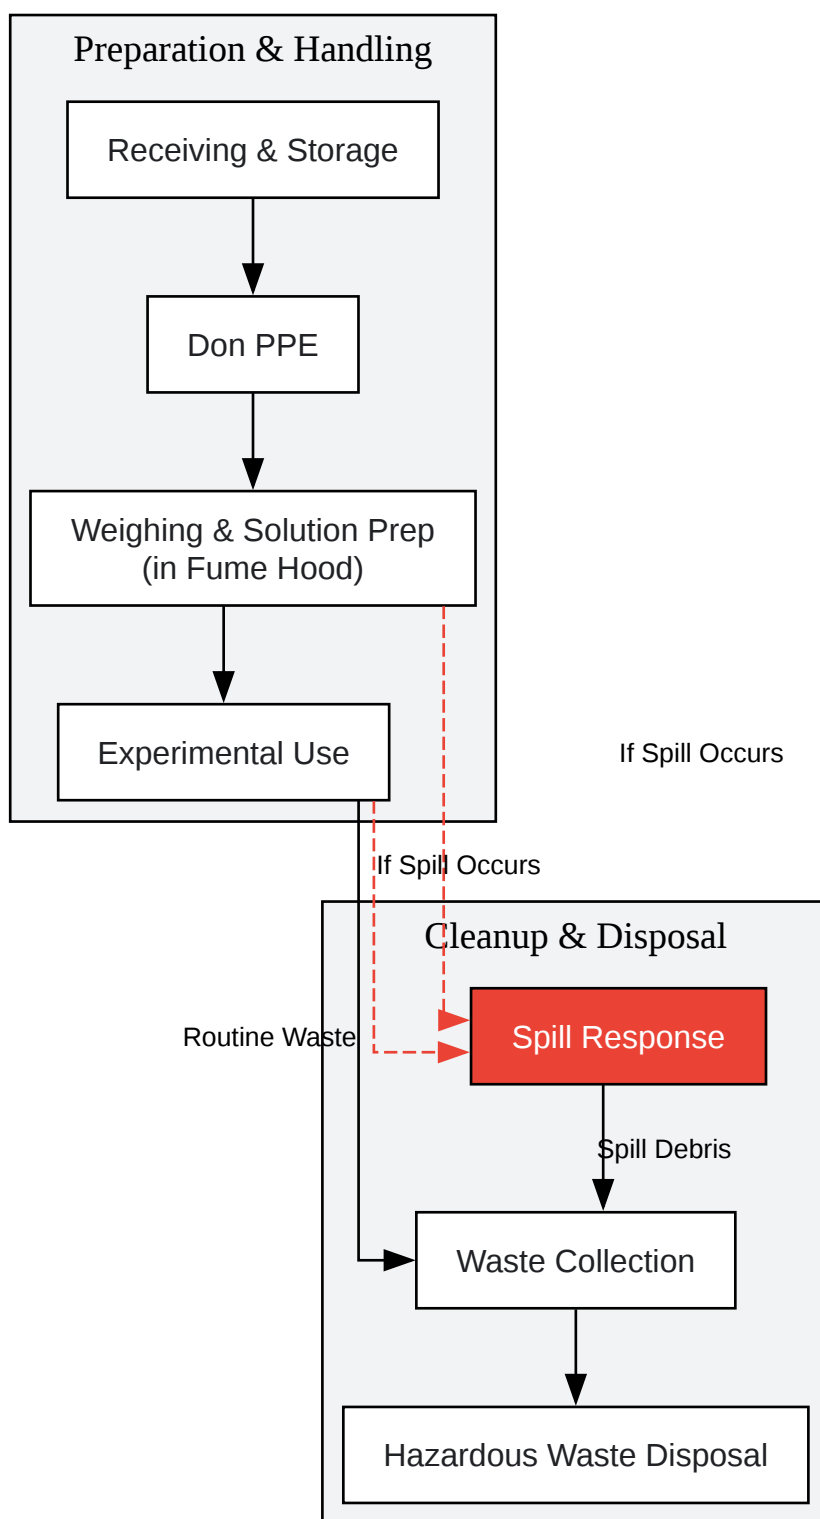 Preparation & Handling
Receiving & Storage
Don PPE
Weighing & Solution Prep
(in Fume Hood)
Experimental Use
If Spill Occurs
If Spill Occurs
Cleanup & Disposal
Routine Waste
Spill Response
Spill Debris
Waste Collection
Hazardous Waste Disposal